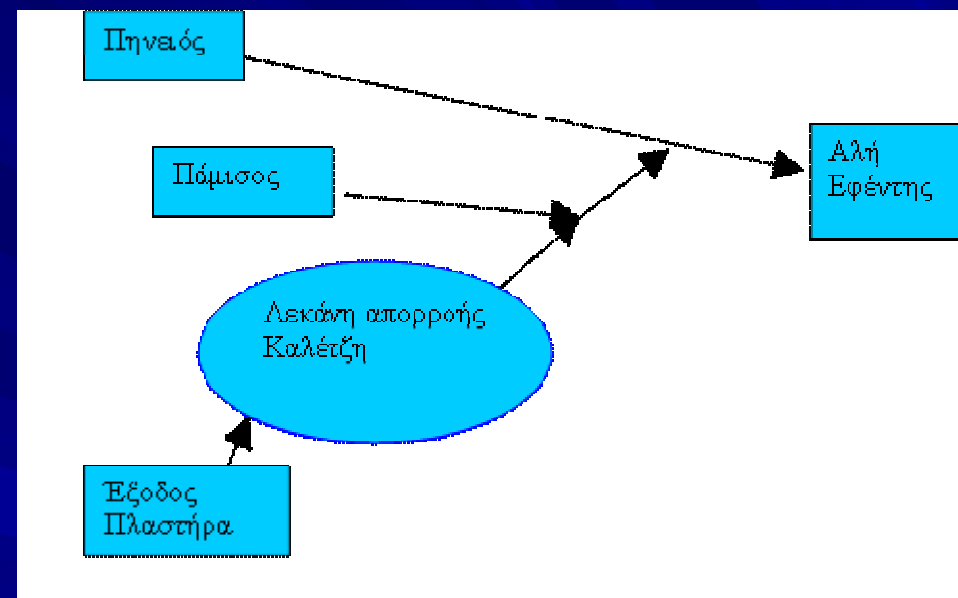 Πηνειός
Πάμισος
Αλή
Εφέντης
Λεκάνη απορροής
Καλέτζη
Έξοδος
Πλαστήρα